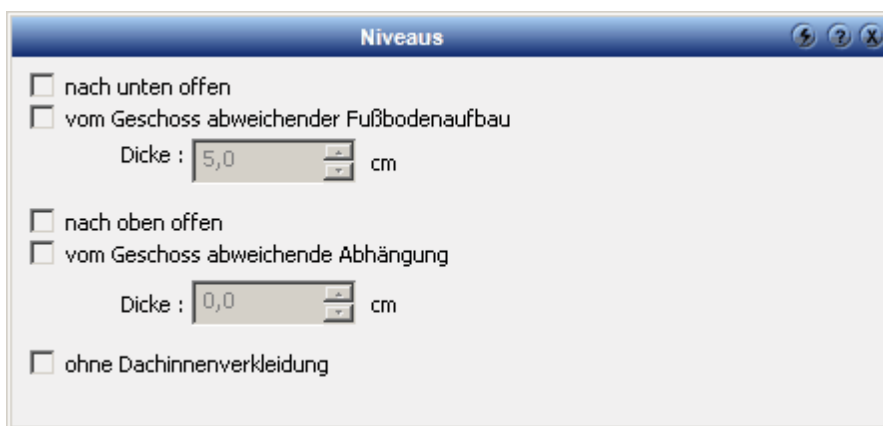 Niveaus
nach unten offen
vom Geschoss abweichender Fußbodenaufbau
Dicke : 5,0 cm
nach oben offen
vom Geschoss abweichende Abhängung
Dicke : 0,0 cm
ohne Dachinnenverkleidung